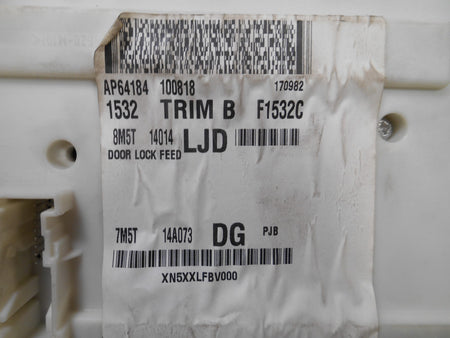 AP64184 100818 170982
1532 TRIM B F1532C
8M5T 14014 LJD
DOOR LOCK FEED
7M5T 14A073 DG PJB
XN5XXLFBV000